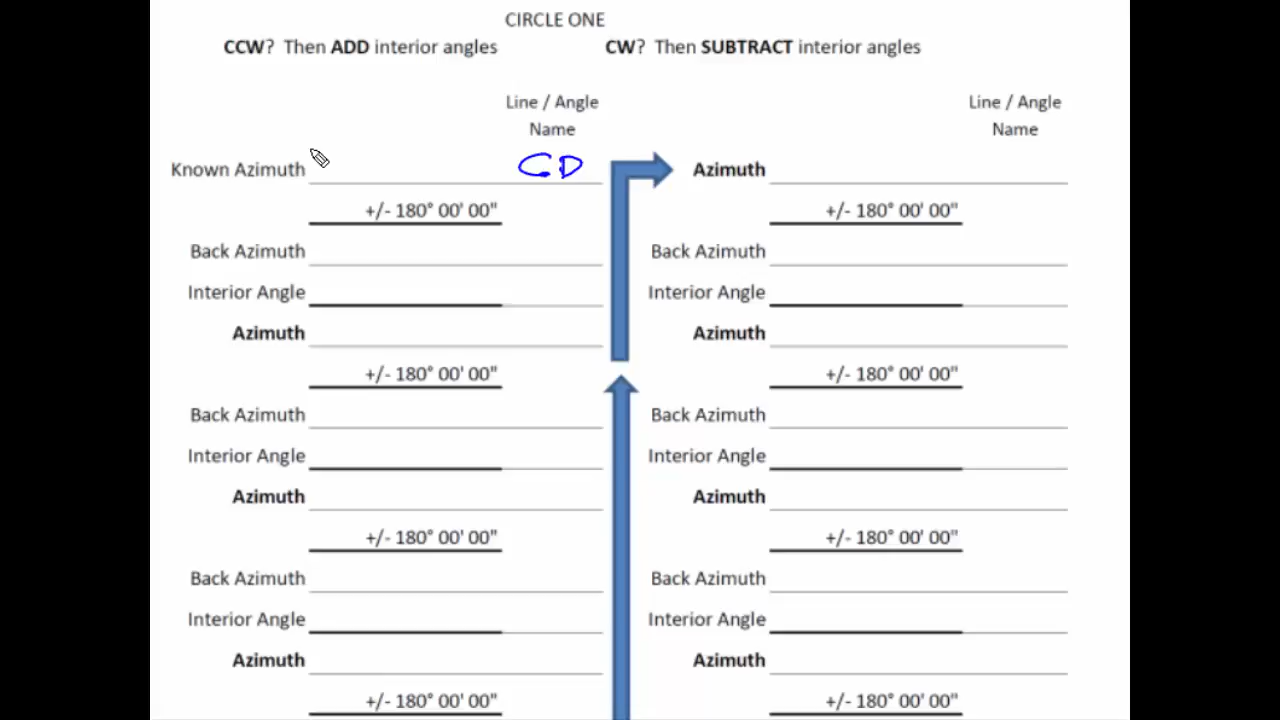 CIRCLE ONE
CCW? Then ADD interior angles
CW? Then SUBTRACT interior angles
Line / Angle
Name
Known Azimuth CD
+/- 180° 00' 00"
Back Azimuth
Interior Angle
Azimuth
+/- 180° 00' 00"
Back Azimuth
Interior Angle
Azimuth
+/- 180° 00' 00"
Back Azimuth
Interior Angle
Azimuth
+/- 180° 00' 00"
Line / Angle
Name
Azimuth
+/- 180° 00' 00"
Back Azimuth
Interior Angle
Azimuth
+/- 180° 00' 00"
Back Azimuth
Interior Angle
Azimuth
+/- 180° 00' 00"
Back Azimuth
Interior Angle
Azimuth
+/- 180° 00' 00"